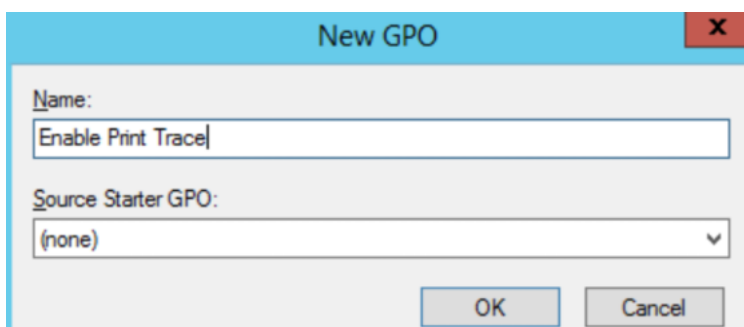 New GPO
x
Name:
Enable Print Trace
Source Starter GPO:
(none)
OK Cancel